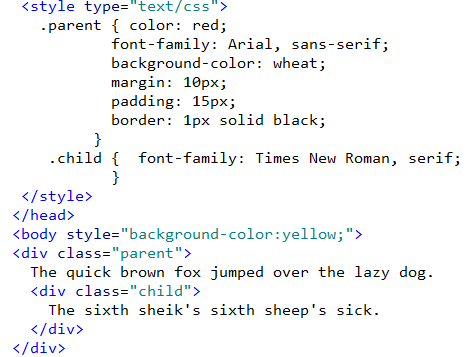 <style type="text/css">
.parent { color: red;
font-family: Arial, sans-serif;
background-color: wheat;
margin: 10px;
padding: 15px;
border: 1px solid black;
}
.child { font-family: Times New Roman, serif;
}
</style>
</head>
<body style="background-color:yellow;">
<div class="parent">
The quick brown fox jumped over the lazy dog.
<div class="child">
The sixth sheik's sixth sheep's sick.
</div>
</div>